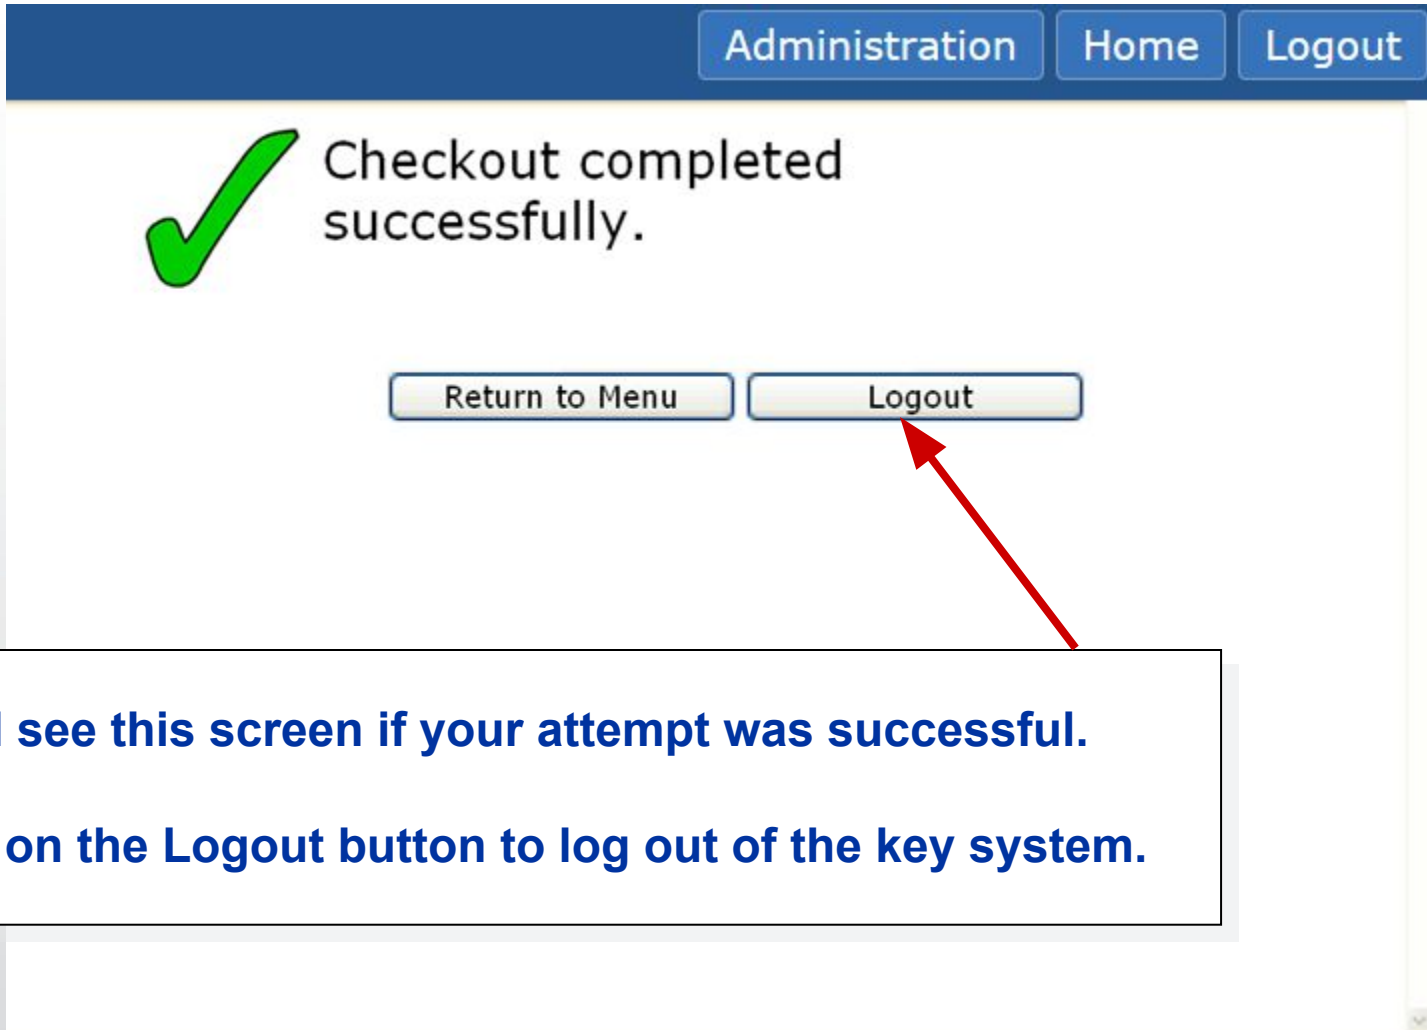 Administration Home Logout
Checkout completed
successfully.
Return to Menu Logout
see this screen if your attempt was successful.
on the Logout button to log out of the key system.